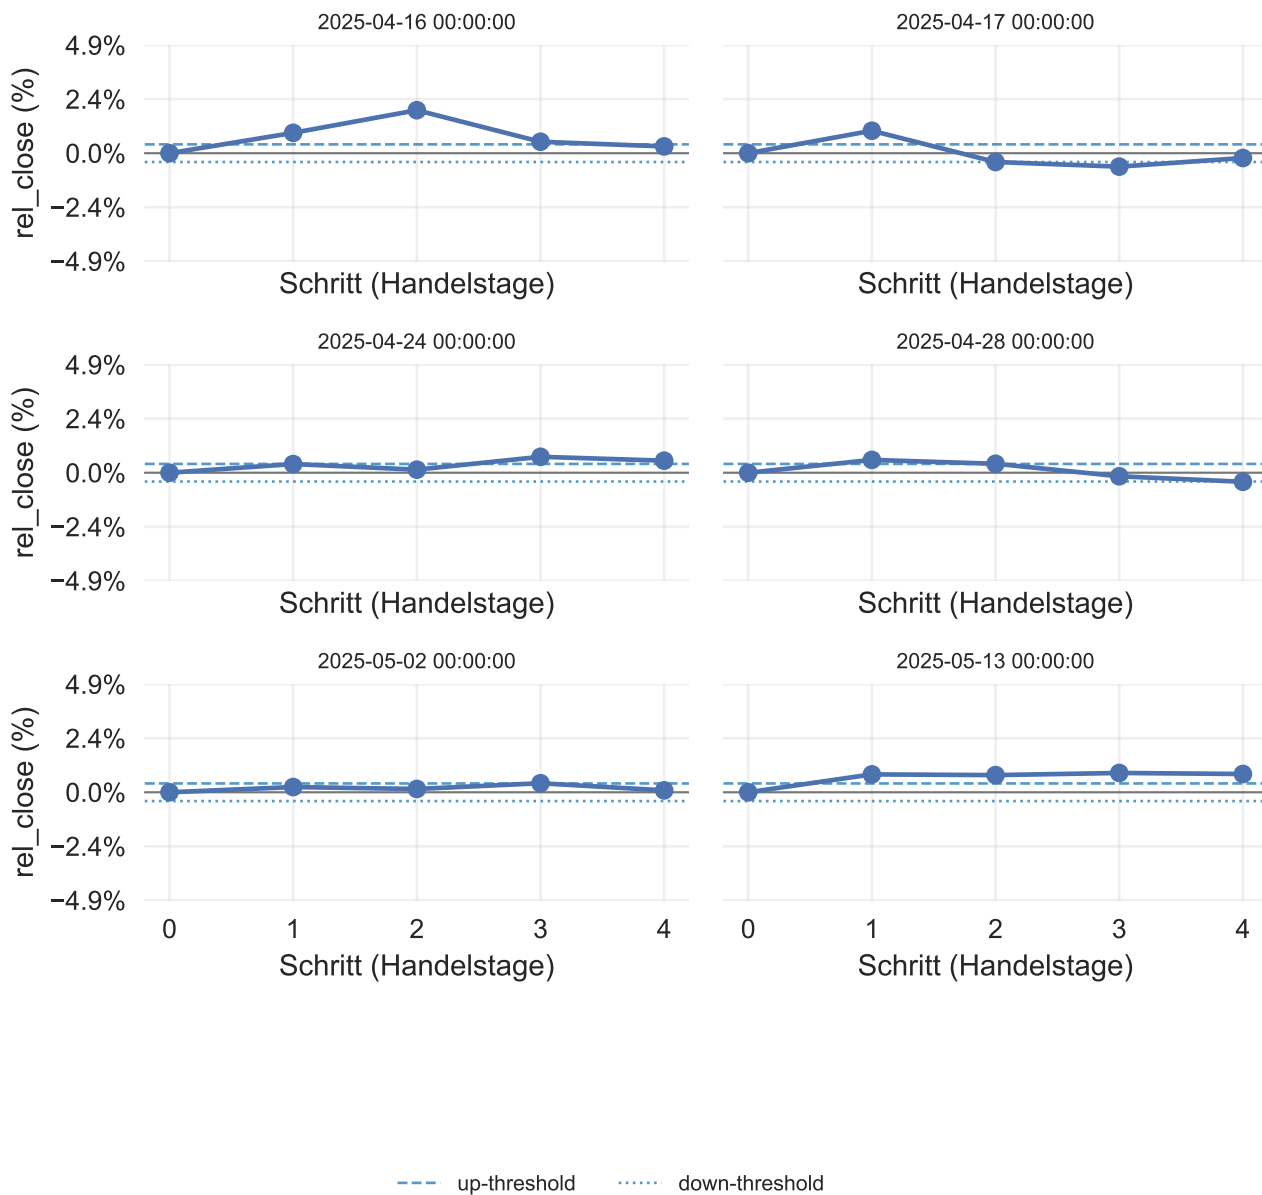 2025-04-16 00:00:00
2025-04-17 00:00:00
4.9%
2.4%
0.0%
−2.4%
−4.9%
rel_close (%)
Schritt (Handelstage)
Schritt (Handelstage)
2025-04-24 00:00:00
2025-04-28 00:00:00
4.9%
2.4%
0.0%
−2.4%
−4.9%
rel_close (%)
Schritt (Handelstage)
Schritt (Handelstage)
2025-05-02 00:00:00
2025-05-13 00:00:00
4.9%
2.4%
0.0%
−2.4%
−4.9%
rel_close (%)
0 1 2 3 4
0 1 2 3 4
Schritt (Handelstage)
Schritt (Handelstage)
up-threshold down-threshold